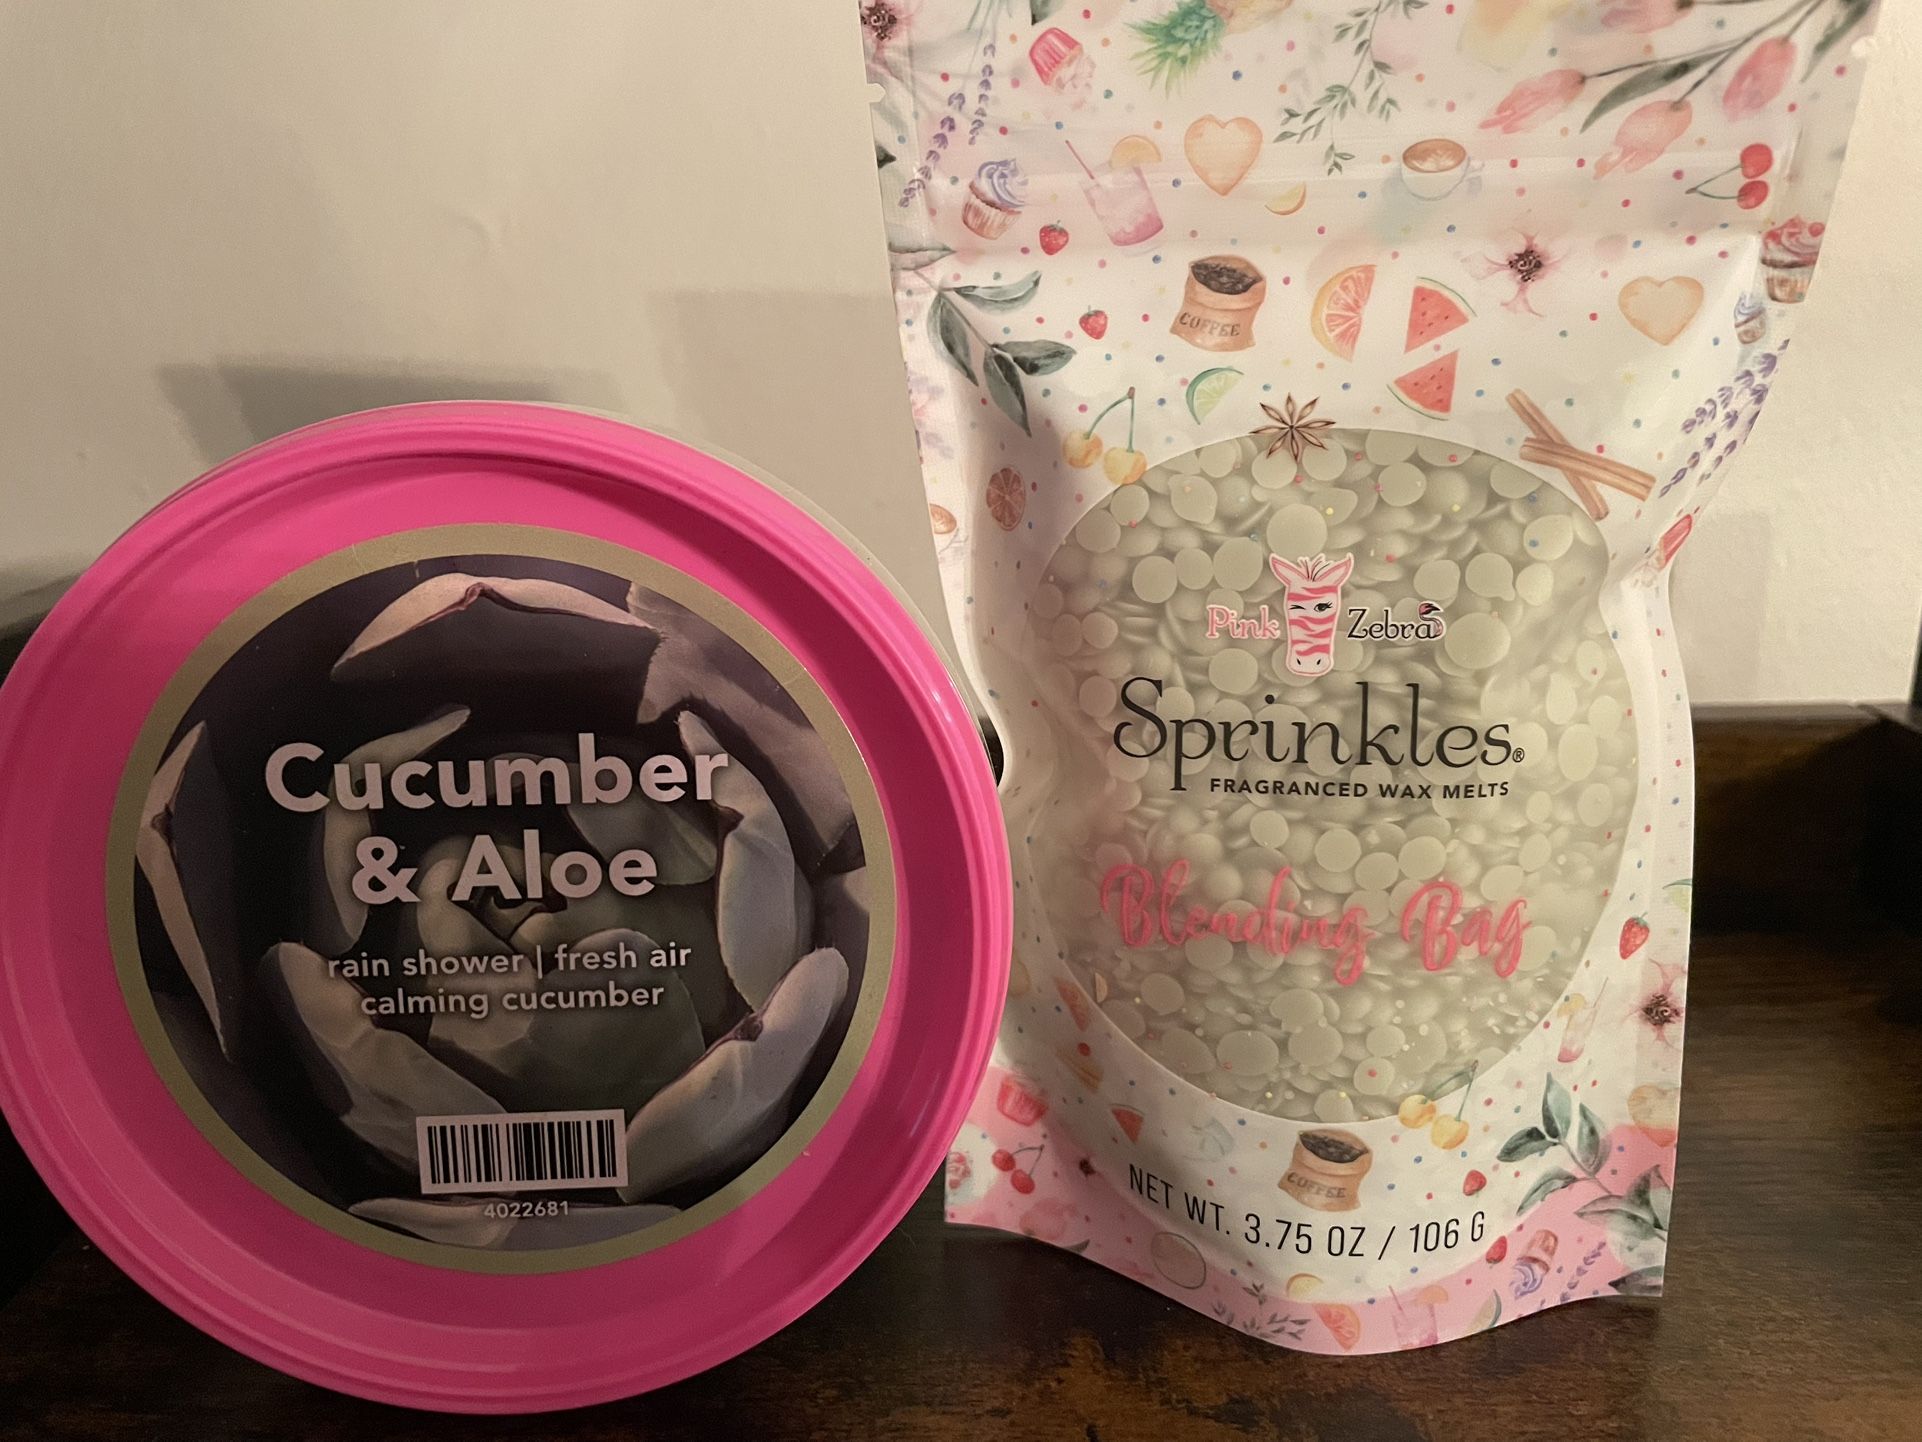 Cucumber
& Aloe
rain shower | fresh air
calming cucumber
4022681
COFFEE
Pink Zebra
Sprinkles®
FRAGRANCED WAX MELTS
Blending Bag
COFFEE
NET WT. 3.75 OZ / 106 G